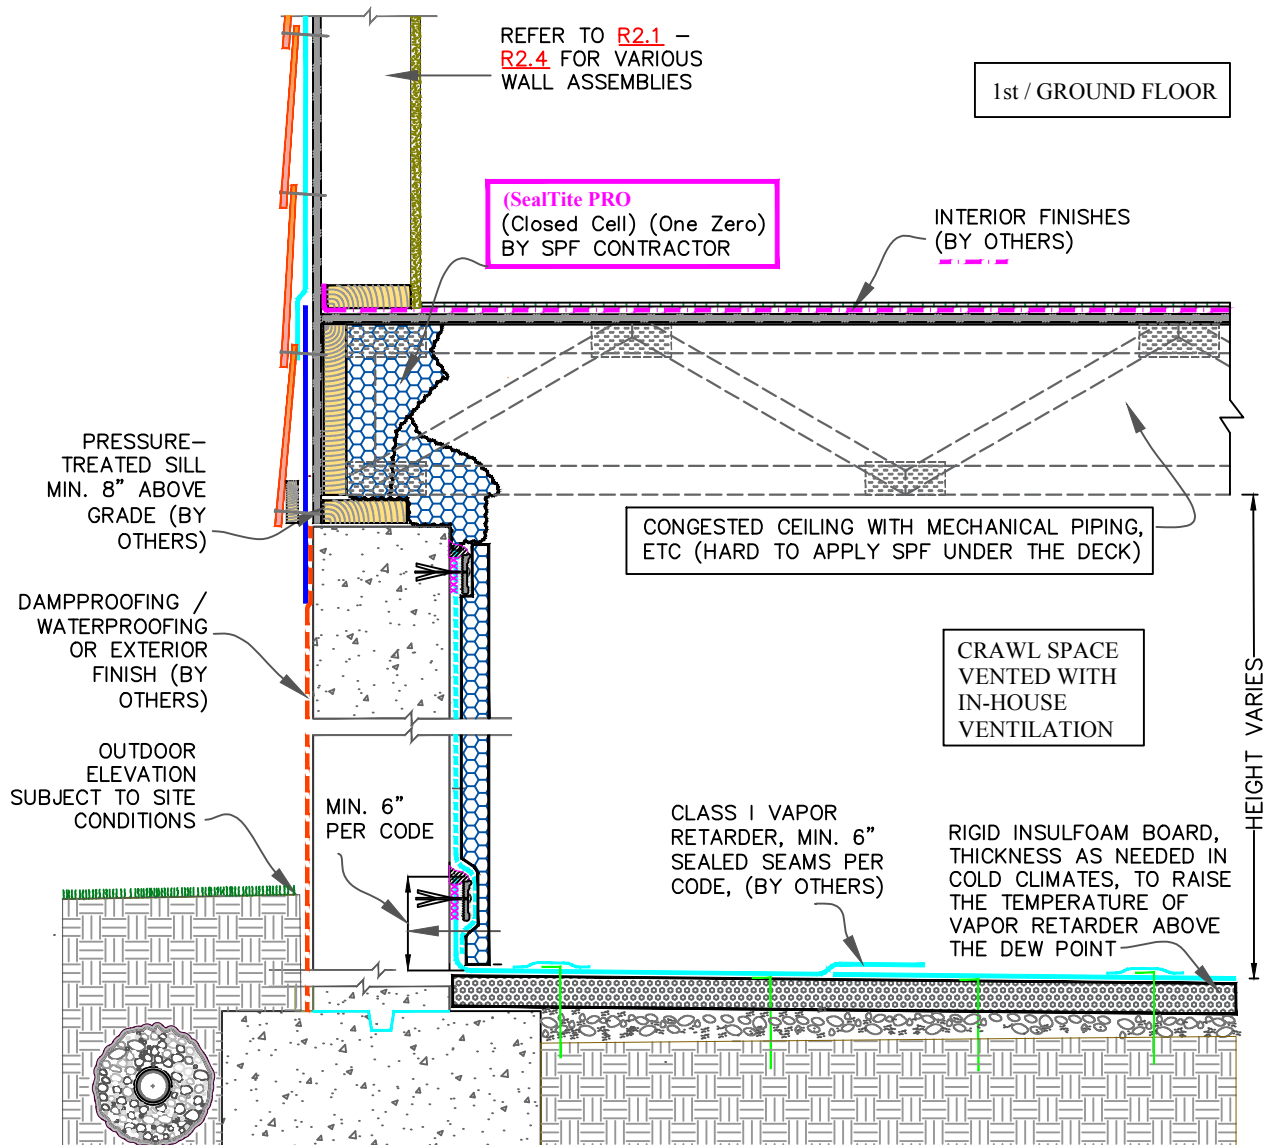 REFER TO R2.1 –
R2.4 FOR VARIOUS
WALL ASSEMBLIES
1st / GROUND FLOOR
(SealTite PRO
(Closed Cell) (One Zero)
BY SPF CONTRACTOR
INTERIOR FINISHES
(BY OTHERS)
PRESSURE–
TREATED SILL
MIN. 8” ABOVE
GRADE (BY
OTHERS)
CONGESTED CEILING WITH MECHANICAL PIPING,
ETC (HARD TO APPLY SPF UNDER THE DECK)
DAMPPROOFING /
WATERPROOFING
OR EXTERIOR
FINISH (BY
OTHERS)
CRAWL SPACE
VENTED WITH
IN-HOUSE
VENTILATION
HEIGHT VARIES
OUTDOOR
ELEVATION
SUBJECT TO SITE
CONDITIONS
MIN. 6”
PER CODE
CLASS I VAPOR
RETARDER, MIN. 6”
SEALED SEAMS PER
CODE, (BY OTHERS)
RIGID INSULFOAM BOARD,
THICKNESS AS NEEDED IN
COLD CLIMATES, TO RAISE
THE TEMPERATURE OF
VAPOR RETARDER ABOVE
THE DEW POINT